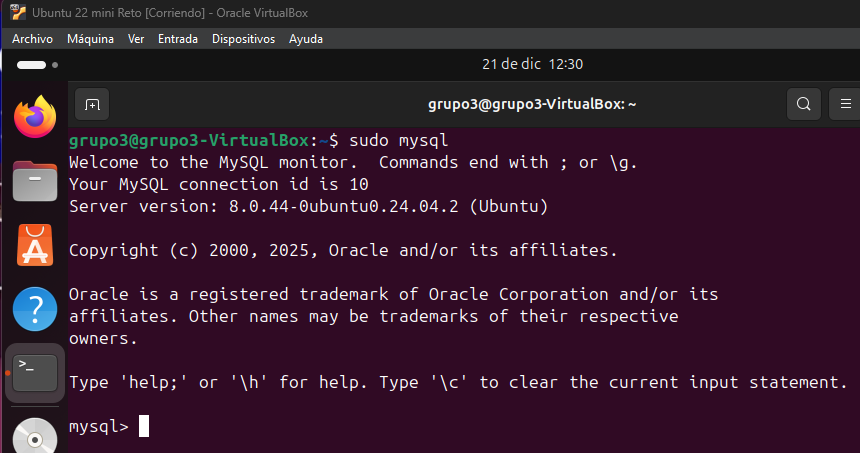 Ubuntu 22 mini Reto [Corriendo] - Oracle VirtualBox
Archivo Máquina Ver Entrada Dispositivos Ayuda
21 de dic 12:30
grupo3@grupo3-VirtualBox: ~
grupo3@grupo3-VirtualBox:~$ sudo mysql
Welcome to the MySQL monitor.  Commands end with ; or \g.
Your MySQL connection id is 10
Server version: 8.0.44-0ubuntu0.24.04.2 (Ubuntu)
Copyright (c) 2000, 2025, Oracle and/or its affiliates.
Oracle is a registered trademark of Oracle Corporation and/or its
affiliates. Other names may be trademarks of their respective
owners.
Type 'help;' or '\h' for help. Type '\c' to clear the current input statement.
mysql>